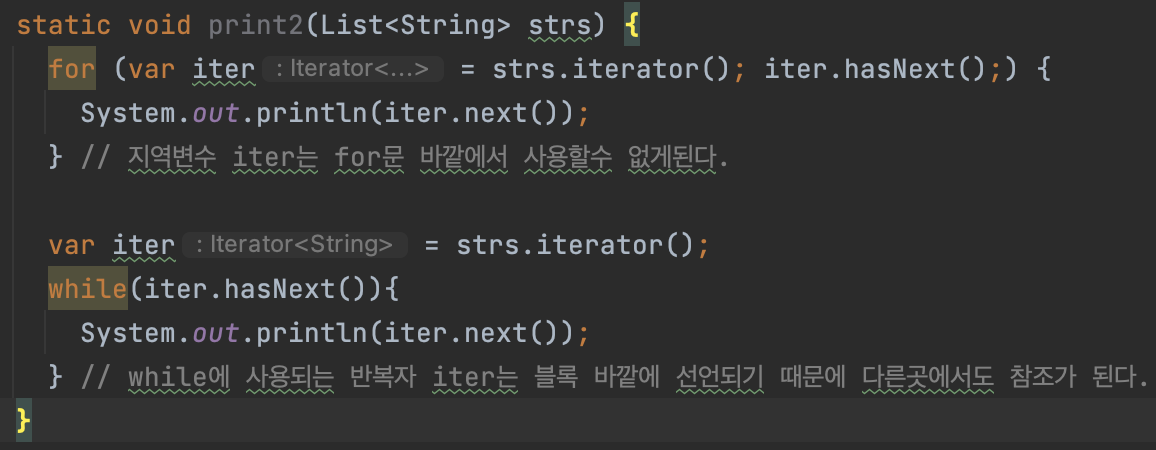 static void print2(List<String> strs) {
for (var iter : Iterator<...> = strs.iterator(); iter.hasNext();) {
System.out.println(iter.next());
} // 지역변수 iter는 for문 바깥에서 사용할수 없게된다.
var iter : Iterator<String> = strs.iterator();
while(iter.hasNext()){
System.out.println(iter.next());
} // while에 사용되는 반복자 iter는 블록 바깥에 선언되기 때문에 다른곳에서도 참조가 된다.
}